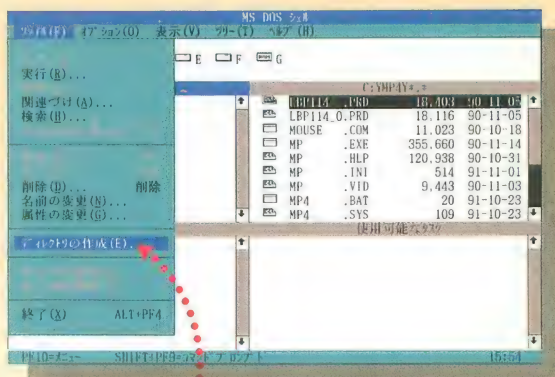 MS DOS シェル
ファイル(F) オプション(O) 表示(V) ツリー(T) ヘルプ(H)
E F G
実行(R)...
関連づけ(A)...
検索(H)...
削除(D)... 削除
名前の変更(N)...
属性の変更(G)...
ディレクトリの作成(E)...
終了(X) ALT+PF4
C:¥MP4¥*.*
LBP114 .PRD 18,403 90-11-05
LBP114_0.PRD 18,116 90-11-05
MOUSE .COM 11,023 90-10-18
MP .EXE 355,660 90-11-14
MP .HLP 120,938 90-10-31
MP .INI 514 91-11-01
MP .VID 9,443 90-11-03
MP4 .BAT 20 91-10-23
MP4 .SYS 109 91-10-23
使用可能なタスク
PF10=メニュー SHIFT+PF9=コマンド プロンプト 15:54